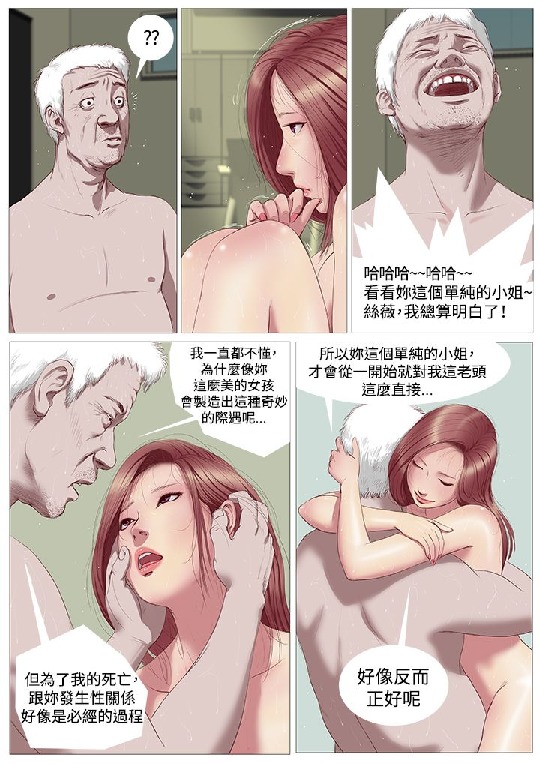 ??
哈哈哈~~哈哈~~
看看妳這個單純的小姐~
絲薇,我總算明白了!
我一直都不懂,
為什麼像妳
這麼美的女孩
會製造出這種奇妙
的際遇呢...
但為了我的死亡,
跟妳發生性關係
好像是必經的過程
所以妳這個單純的小姐,
才會從一開始就對我這老頭
這麼直接...
好像反而
正好呢